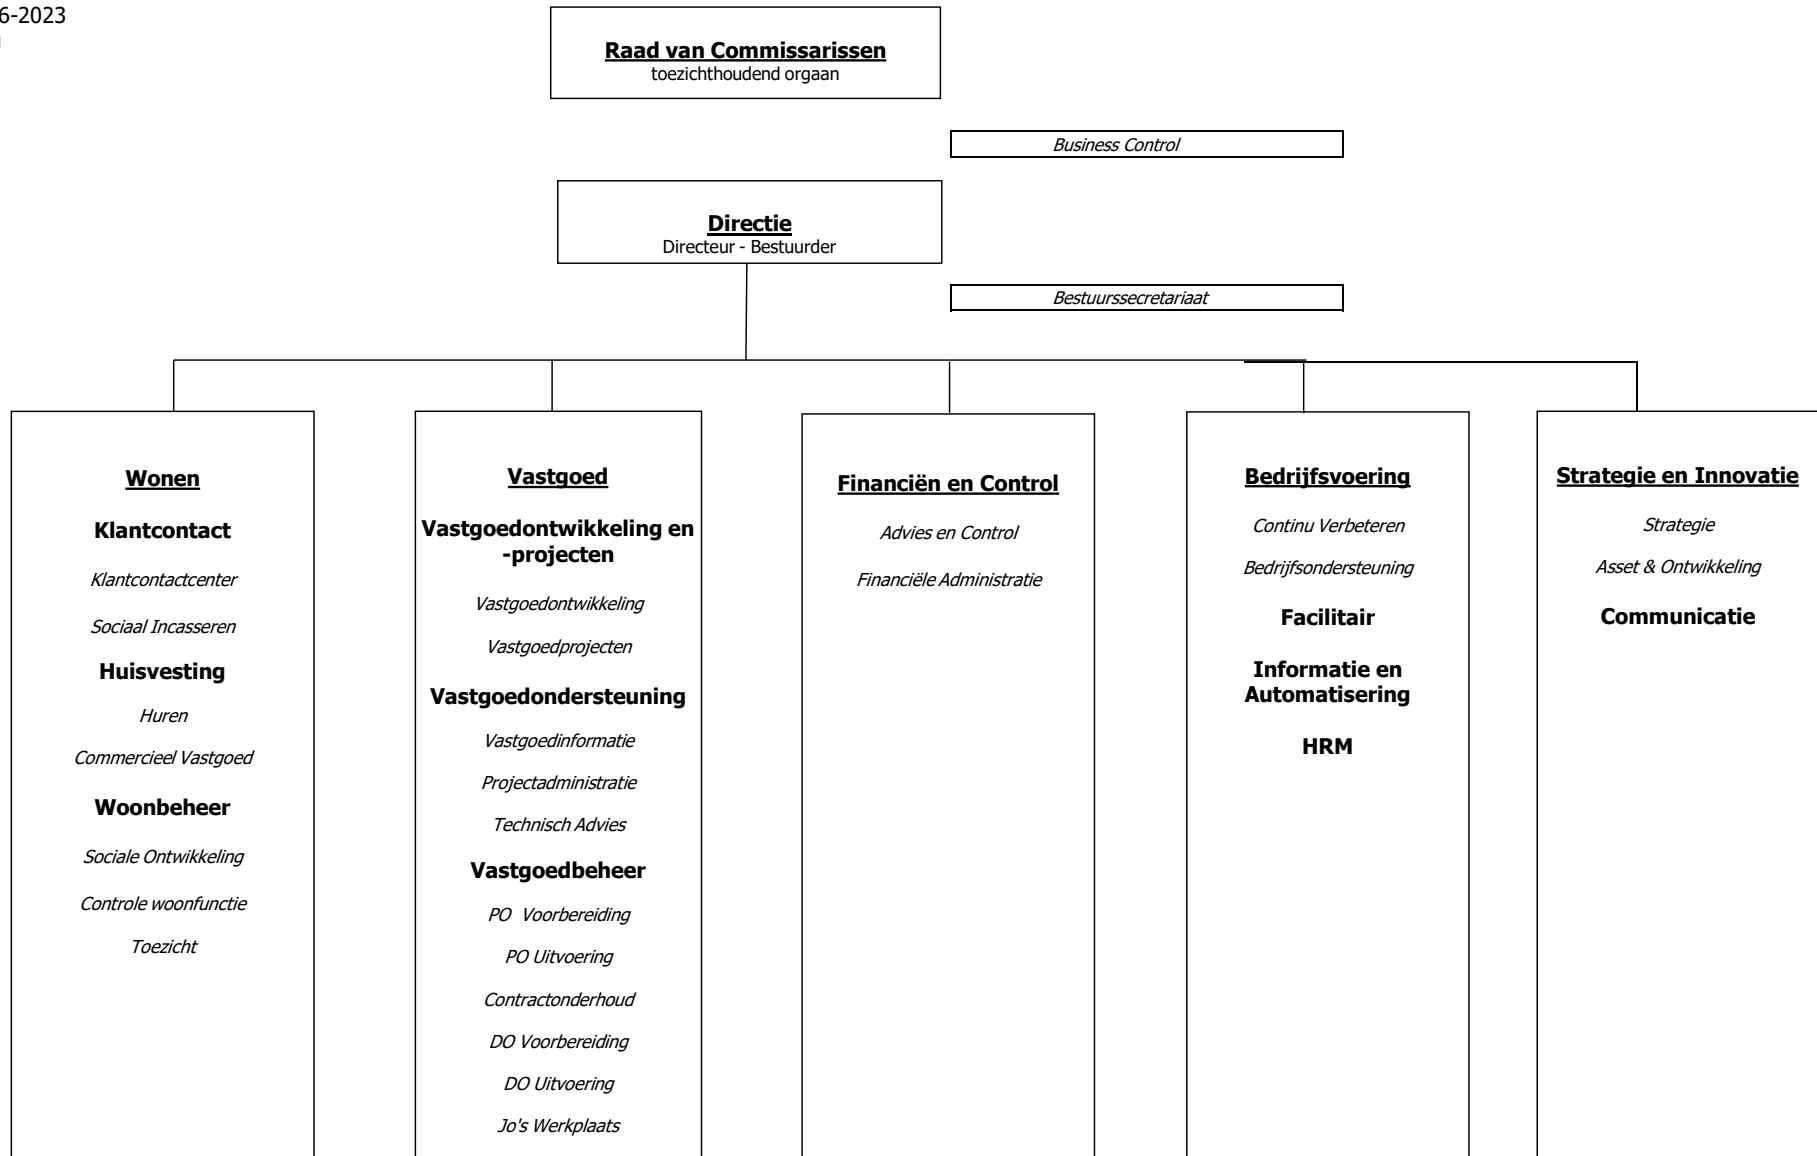 6-2023
Raad van Commissarissen
toezichthoudend orgaan
Business Control
Directie
Directeur - Bestuurder
Bestuurssecretariaat
Wonen
Klantcontact
Klantcontactcenter
Sociaal Incasseren
Huisvesting
Huren
Commercieel Vastgoed
Woonbeheer
Sociale Ontwikkeling
Controle woonfunctie
Toezicht
Vastgoed
Vastgoedontwikkeling en
-projecten
Vastgoedontwikkeling
Vastgoedprojecten
Vastgoedondersteuning
Vastgoedinformatie
Projectadministratie
Technisch Advies
Vastgoedbeheer
PO Voorbereiding
PO Uitvoering
Contractonderhoud
DO Voorbereiding
DO Uitvoering
Jo's Werkplaats
Financiën en Control
Advies en Control
Financiële Administratie
Bedrijfsvoering
Continu Verbeteren
Bedrijfsondersteuning
Facilitair
Informatie en
Automatisering
HRM
Strategie en Innovatie
Strategie
Asset & Ontwikkeling
Communicatie